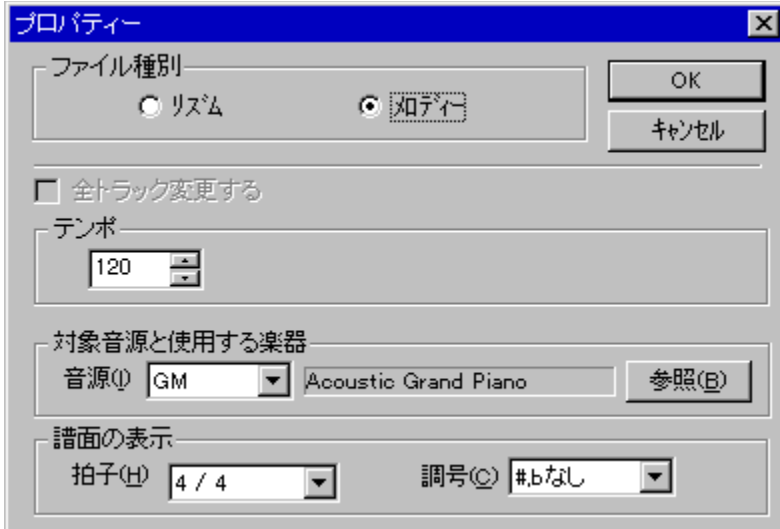 プロパティー
ファイル種別
リズム メロディー
OK
キャンセル
全トラック変更する
テンポ
120
対象音源と使用する楽器
音源(I) GM Acoustic Grand Piano 参照(B)
譜面の表示
拍子(H) 4 / 4 調号(C) #,bなし